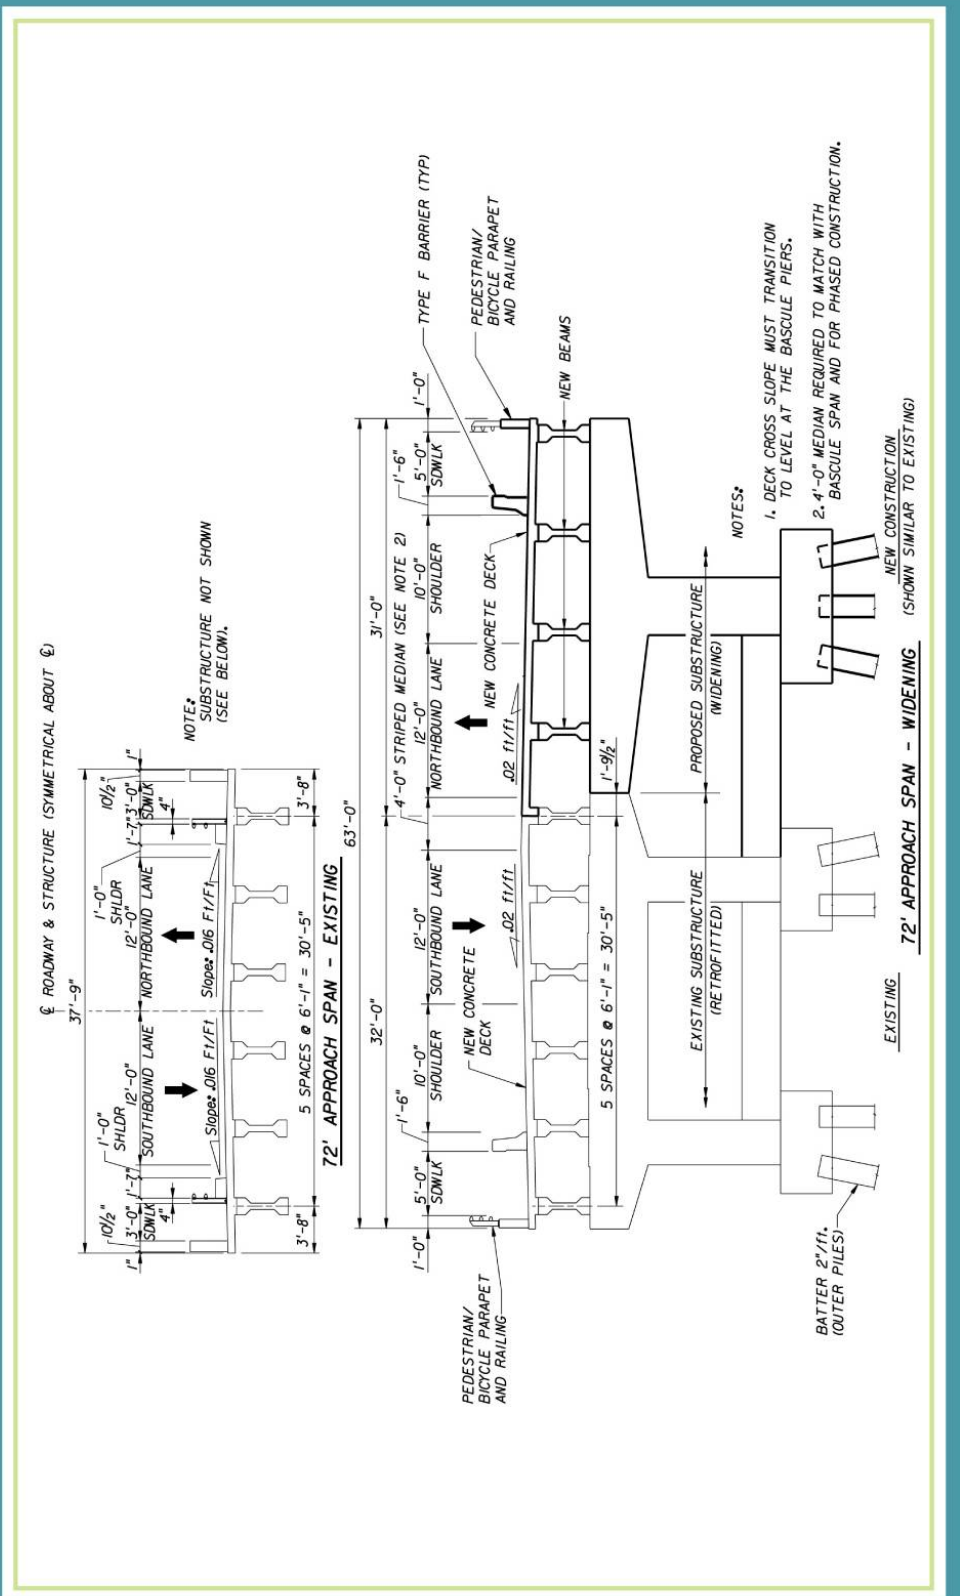 ℄ ROADWAY & STRUCTURE (SYMMETRICAL ABOUT ℄)
37'-9"
1'-0"
SHLDR
1'-0"
SHLDR
10½"
10½"
1"
3'-0"
SDWLK
1'-7"
12'-0"
12'-0"
1'-7"
3'-0"
SDWLK
1"
4"
SOUTHBOUND LANE
NORTHBOUND LANE
4"
NOTE:
SUBSTRUCTURE NOT SHOWN
(SEE BELOW).
Slope: .016 Ft/Ft
Slope: .016 Ft/Ft
3'-8"
5 SPACES @ 6'-1" = 30'-5"
3'-8"
72' APPROACH SPAN - EXISTING
63'-0"
32'-0"
31'-0"
4'-0" STRIPED MEDIAN (SEE NOTE 2)
TYPE F BARRIER (TYP)
1'-6"
1'-6"
1'-0"
5'-0"
SDWLK
10'-0"
SHOULDER
12'-0"
SOUTHBOUND LANE
12'-0"
NORTHBOUND LANE
10'-0"
SHOULDER
5'-0"
SDWLK
1'-0"
PEDESTRIAN/
BICYCLE PARAPET
AND RAILING
NEW CONCRETE
DECK
.02 ft/ft
.02 ft/ft
NEW CONCRETE DECK
PEDESTRIAN/
BICYCLE PARAPET
AND RAILING
NEW BEAMS
5 SPACES @ 6'-1" = 30'-5"
1'-9½"
EXISTING SUBSTRUCTURE
(RETROFITTED)
PROPOSED SUBSTRUCTURE
(WIDENING)
NOTES:
1. DECK CROSS SLOPE MUST TRANSITION
TO LEVEL AT THE BASCULE PIERS.
2. 4'-0" MEDIAN REQUIRED TO MATCH WITH
BASCULE SPAN AND FOR PHASED CONSTRUCTION.
BATTER 2"/ft.
(OUTER PILES)
EXISTING
NEW CONSTRUCTION
(SHOWN SIMILAR TO EXISTING)
72' APPROACH SPAN - WIDENING